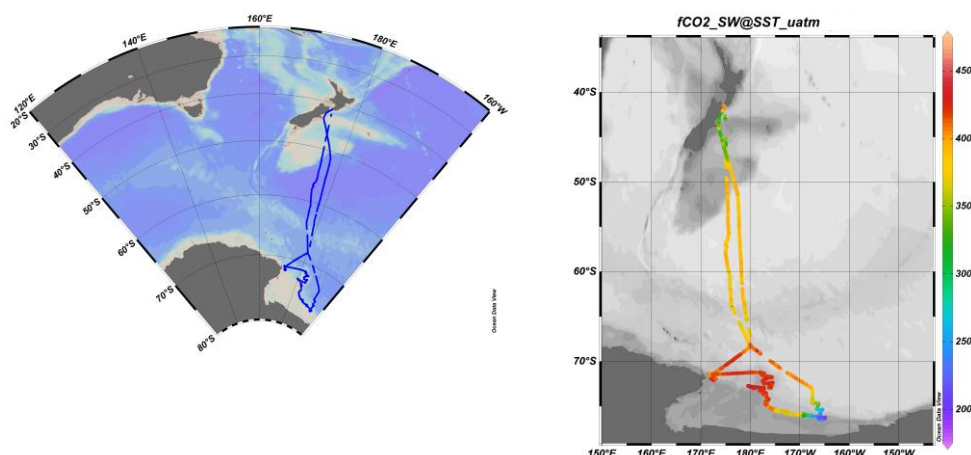 160°E
140°E
180°E
120°E
20°S
160°W
30°S
40°S
50°S
60°S
70°S
80°S
Ocean Data View
fCO2_SW@SST_uatm
450
40°S
400
50°S
350
60°S
300
250
70°S
200
Ocean Data View
150°E
160°E
170°E
180°E
170°W
160°W
150°W